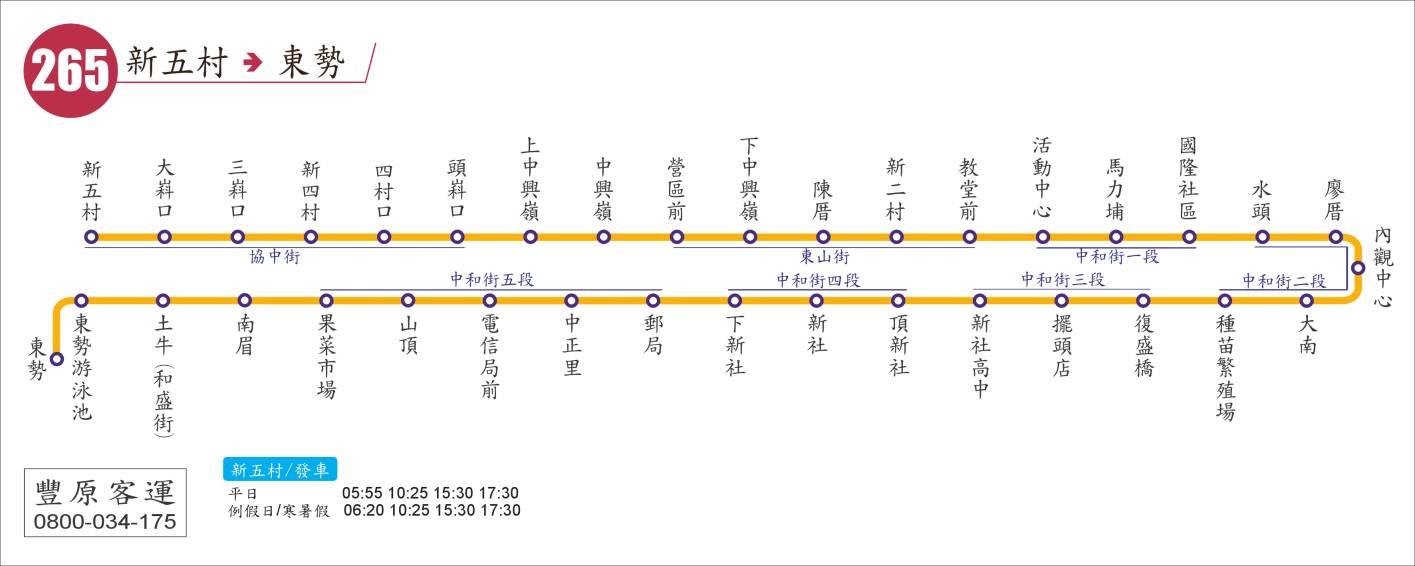 265 新五村 → 東勢
新五村
大嵙口
三嵙口
新四村
四村口
頭嵙口
上中興嶺
中興嶺
營區前
下中興嶺
陳厝
新二村
教堂前
活動中心
馬力埔
國隆社區
水頭
廖厝
內觀中心
協中街
東山街
中和街一段
中和街五段
中和街四段
中和街三段
中和街二段
東勢
東勢游泳池
土牛(和盛街)
南眉
果菜市場
山頂
電信局前
中正里
郵局
下新社
新社
頂新社
新社高中
擺頭店
復盛橋
種苗繁殖場
大南
豐原客運
0800-034-175
新五村/發車
平日 05:55 10:25 15:30 17:30
例假日/寒暑假 06:20 10:25 15:30 17:30